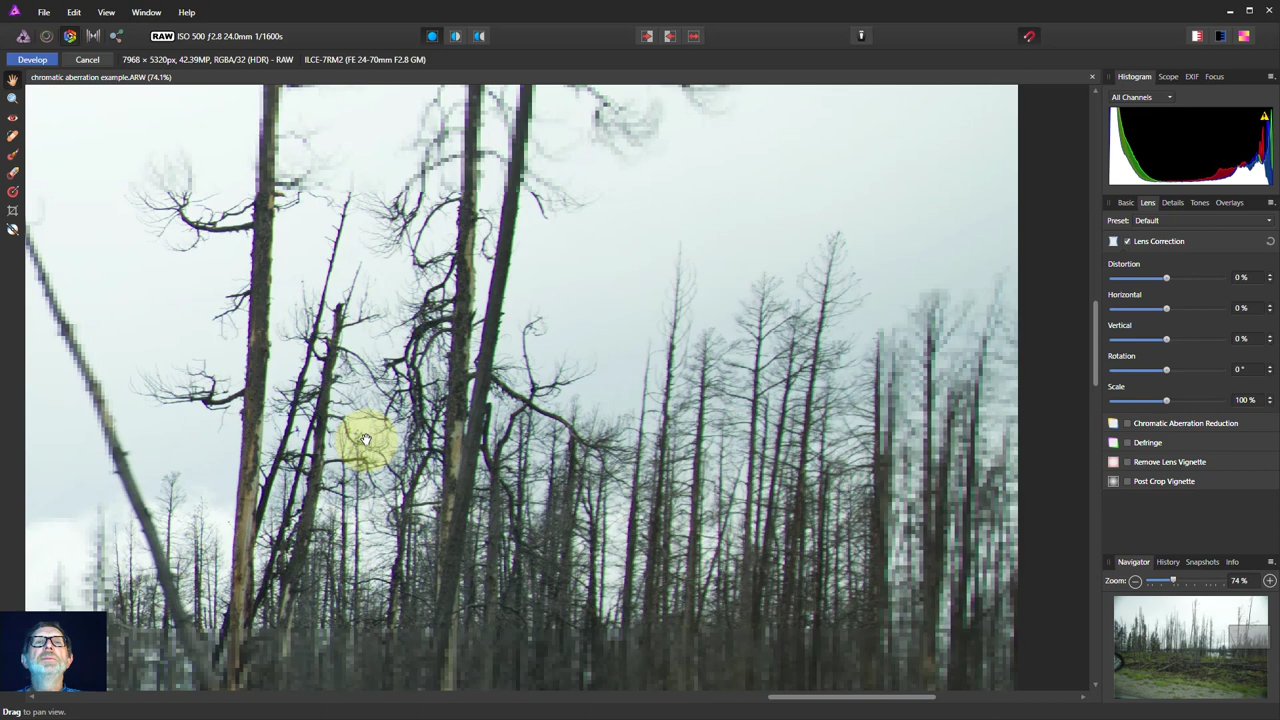 File Edit View Window Help
RAW ISO 500 ƒ2.8 24.0mm 1/1600s
Develop Cancel 7968 × 5320px, 42.39MP, RGBA/32 (HDR) - RAW ILCE-7RM2 (FE 24-70mm F2.8 GM)
chromatic aberration example.ARW (74.1%)
Histogram Scope EXIF Focus
All Channels
Basic Lens Details Tones Overlays
Preset: Default
Lens Correction
Distortion
0 %
Horizontal
0 %
Vertical
0 %
Rotation
0 °
Scale
100 %
Chromatic Aberration Reduction
Defringe
Remove Lens Vignette
Post Crop Vignette
Navigator History Snapshots Info
Zoom: 74 %
Drag to pan view.